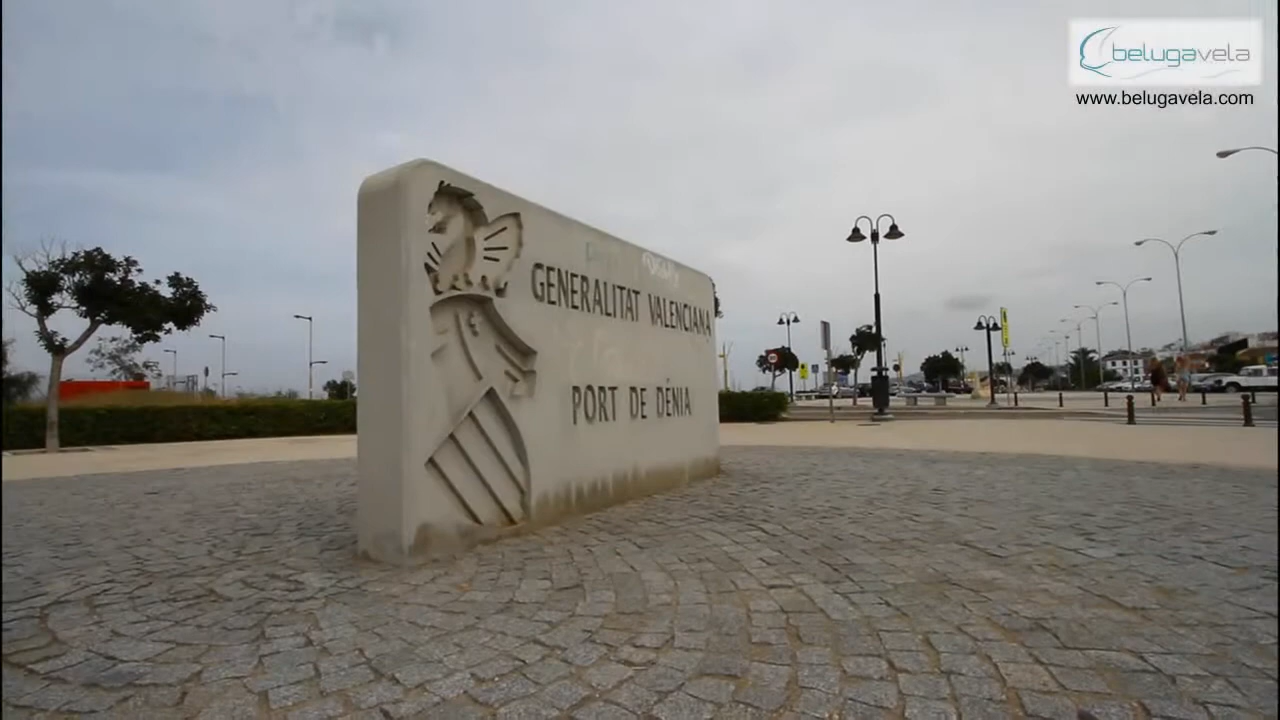 belugavela
www.belugavela.com
GENERALITAT VALENCIANA
PORT DE DÉNIA